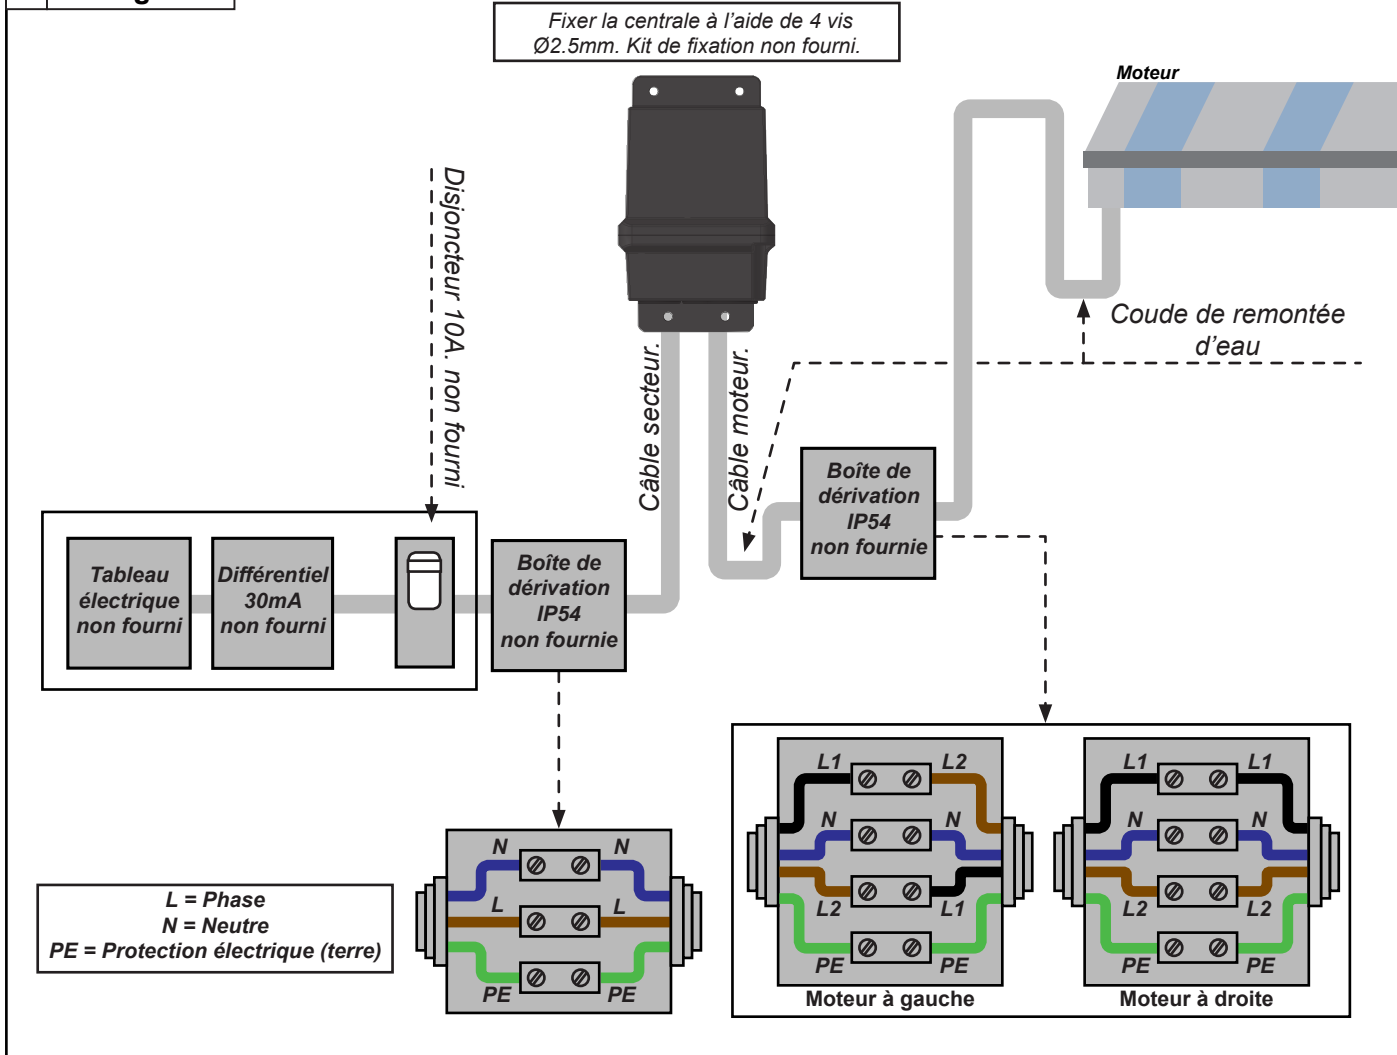 Fixer la centrale à l'aide de 4 vis
Ø2.5mm. Kit de fixation non fourni.
Moteur
Disjoncteur 10A. non fourni
Coude de remontée
d'eau
Câble secteur.
Câble moteur.
Boîte de
dérivation
IP54
non fournie
Tableau
électrique
non fourni
Différentiel
30mA
non fourni
Boîte de
dérivation
IP54
non fournie
L = Phase
N = Neutre
PE = Protection électrique (terre)
N N
L L
PE PE
L1 L2
N N
L2 L1
PE PE
Moteur à gauche
L1 L1
N N
L2 L2
PE PE
Moteur à droite